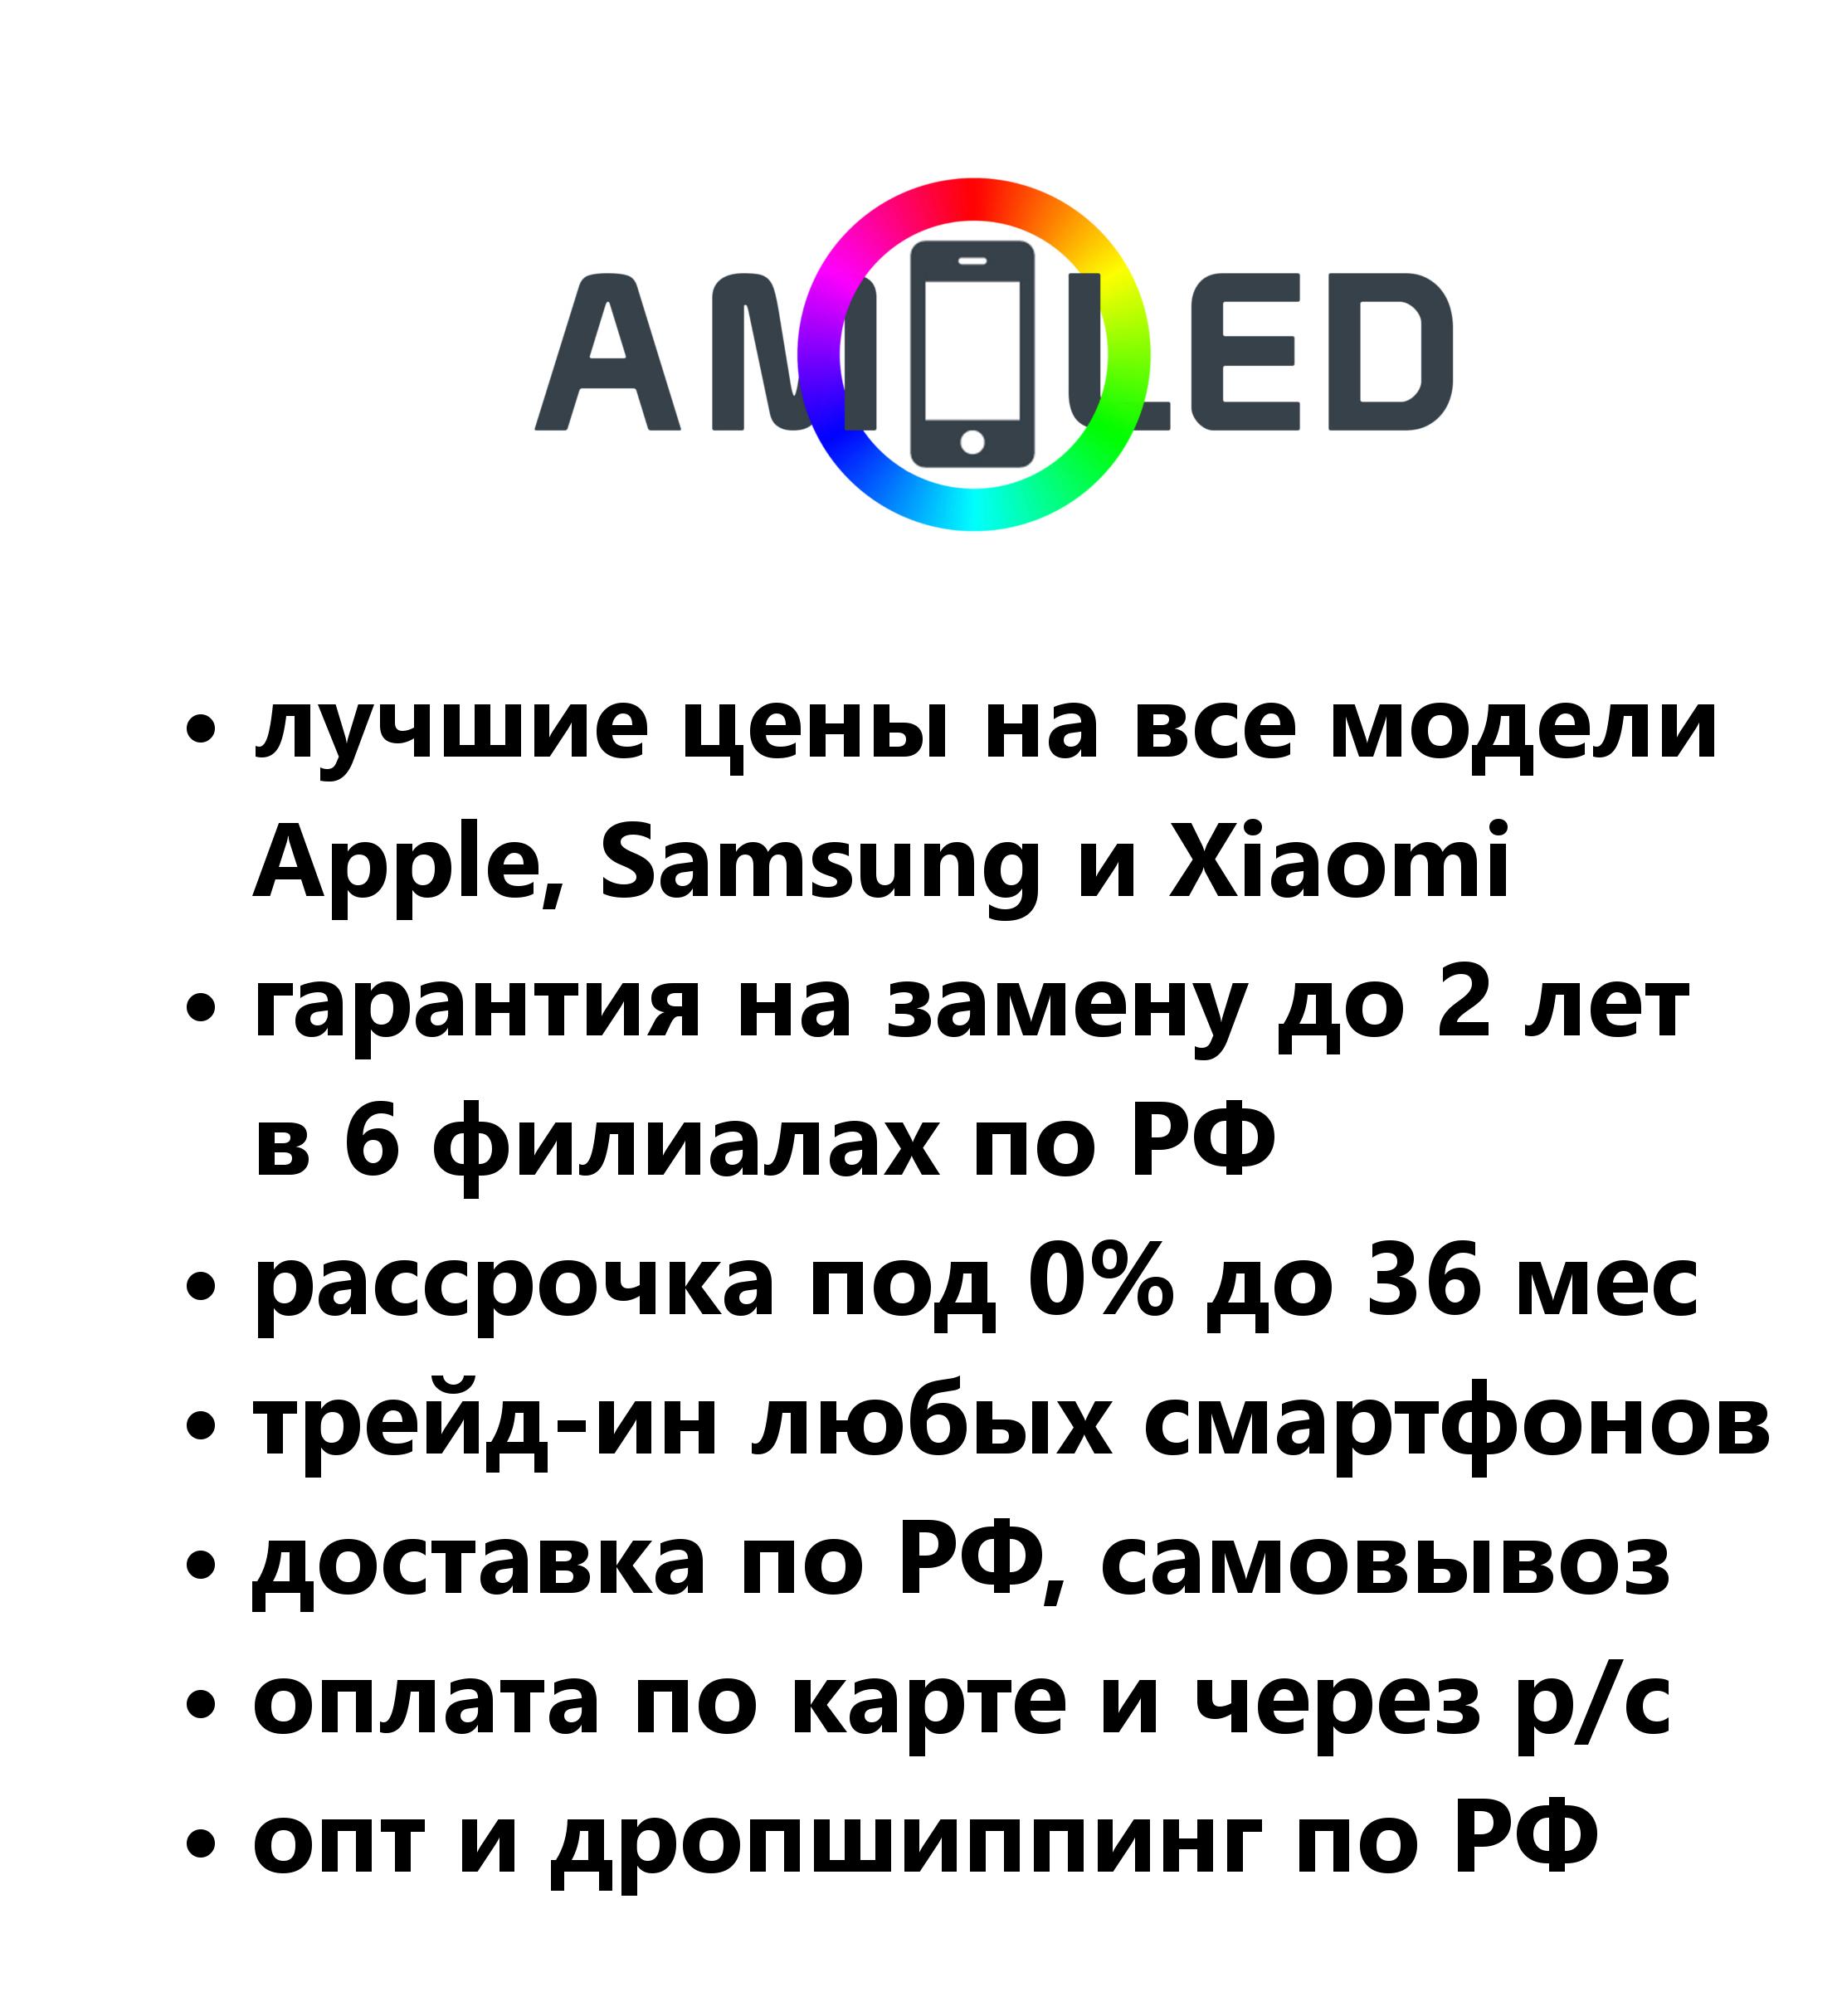 AMOLED
• лучшие цены на все модели
Apple, Samsung и Xiaomi
• гарантия на замену до 2 лет
в 6 филиалах по РФ
• рассрочка под 0% до 36 мес
• трейд-ин любых смартфонов
• доставка по РФ, самовывоз
• оплата по карте и через р/с
• опт и дропшиппинг по РФ